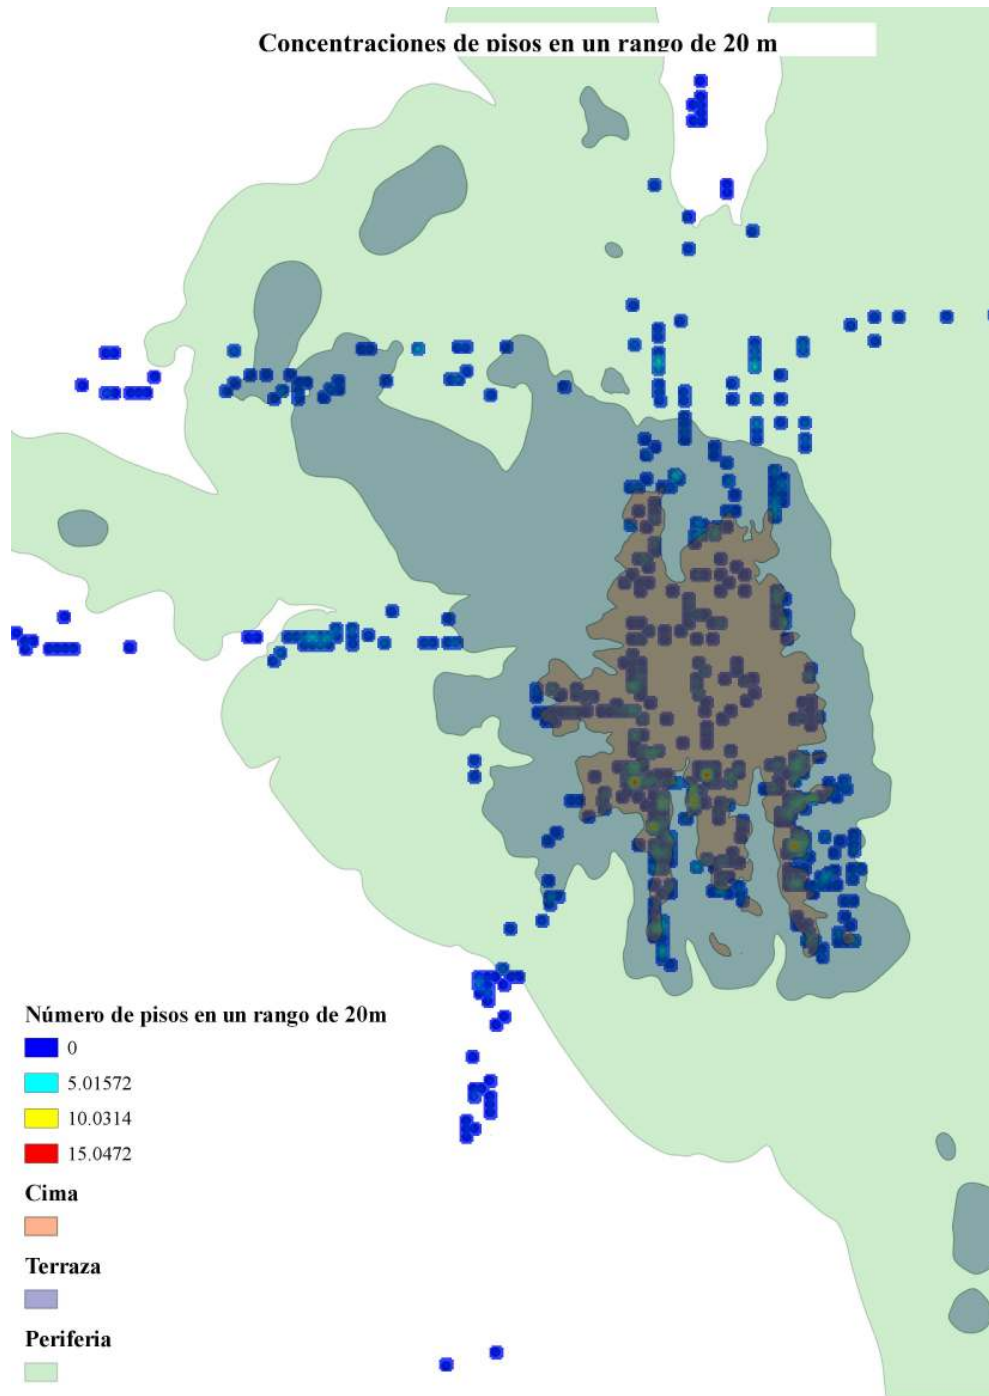 Concentraciones de pisos en un rango de 20 m
Número de pisos en un rango de 20m
0
5.01572
10.0314
15.0472
Cima
Terraza
Periferia